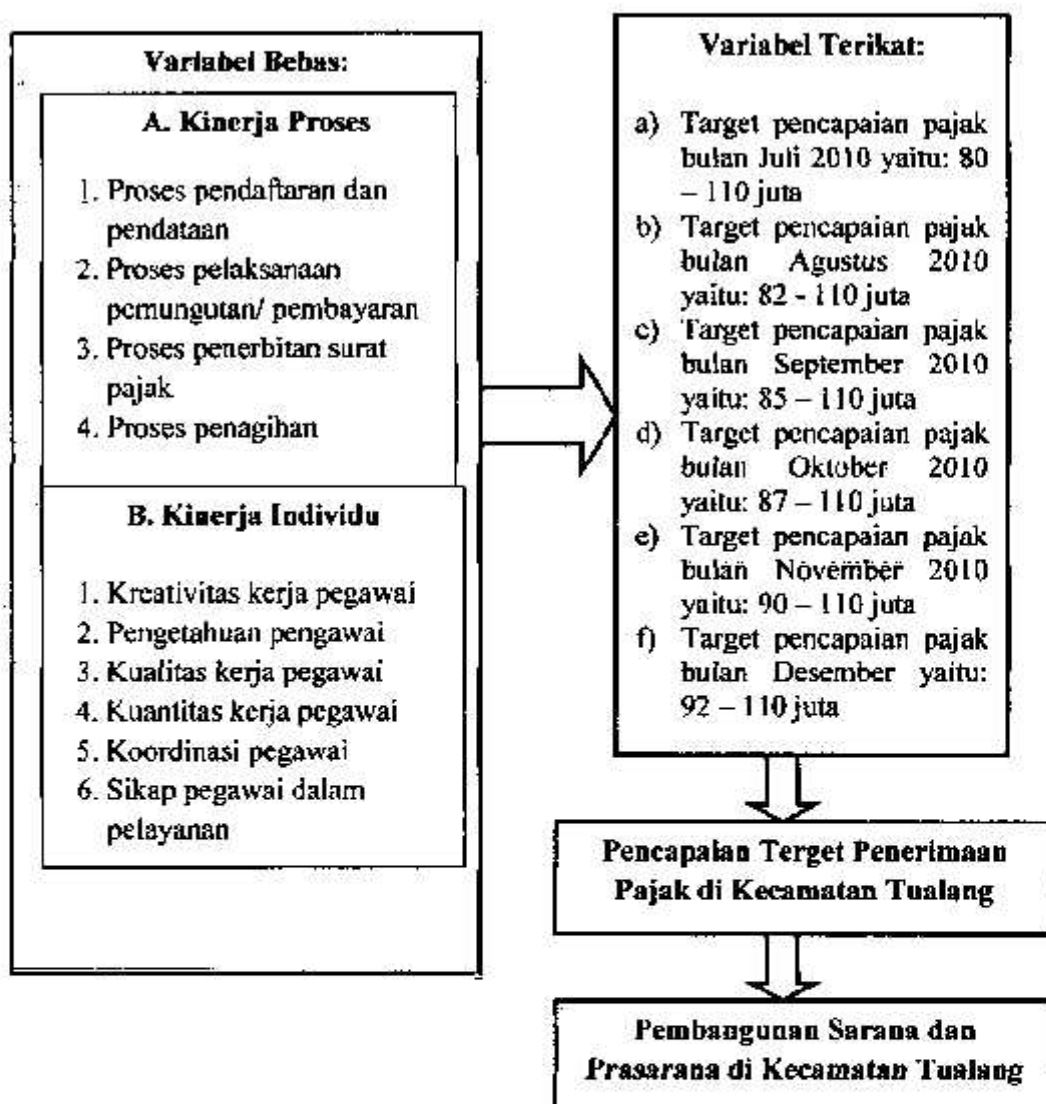 Variabel Bebas:
A. Kinerja Proses
1. Proses pendaftaran dan
pendataan
2. Proses pelaksanaan
pemungutan/ pembayaran
3. Proses penerbitan surat
pajak
4. Proses penagihan
B. Kinerja Individu
1. Kreativitas kerja pegawai
2. Pengetahuan pengawai
3. Kualitas kerja pegawai
4. Kuantitas kerja pegawai
5. Koordinasi pegawai
6. Sikap pegawai dalam
pelayanan
Variabel Terikat:
a) Target pencapaian pajak
bulan Juli 2010 yaitu: 80
– 110 juta
b) Target pencapaian pajak
bulan Agustus 2010
yaitu: 82 - 110 juta
c) Target pencapaian pajak
bulan September 2010
yaitu: 85 – 110 juta
d) Target pencapaian pajak
bulan Oktober 2010
yaitu: 87 – 110 juta
e) Target pencapaian pajak
bulan November 2010
yaitu: 90 – 110 juta
f) Target pencapaian pajak
bulan Desember yaitu:
92 – 110 juta
Pencapaian Terget Penerimaan
Pajak di Kecamatan Tualang
Pembangunan Sarana dan
Prasarana di Kecamatan Tualang